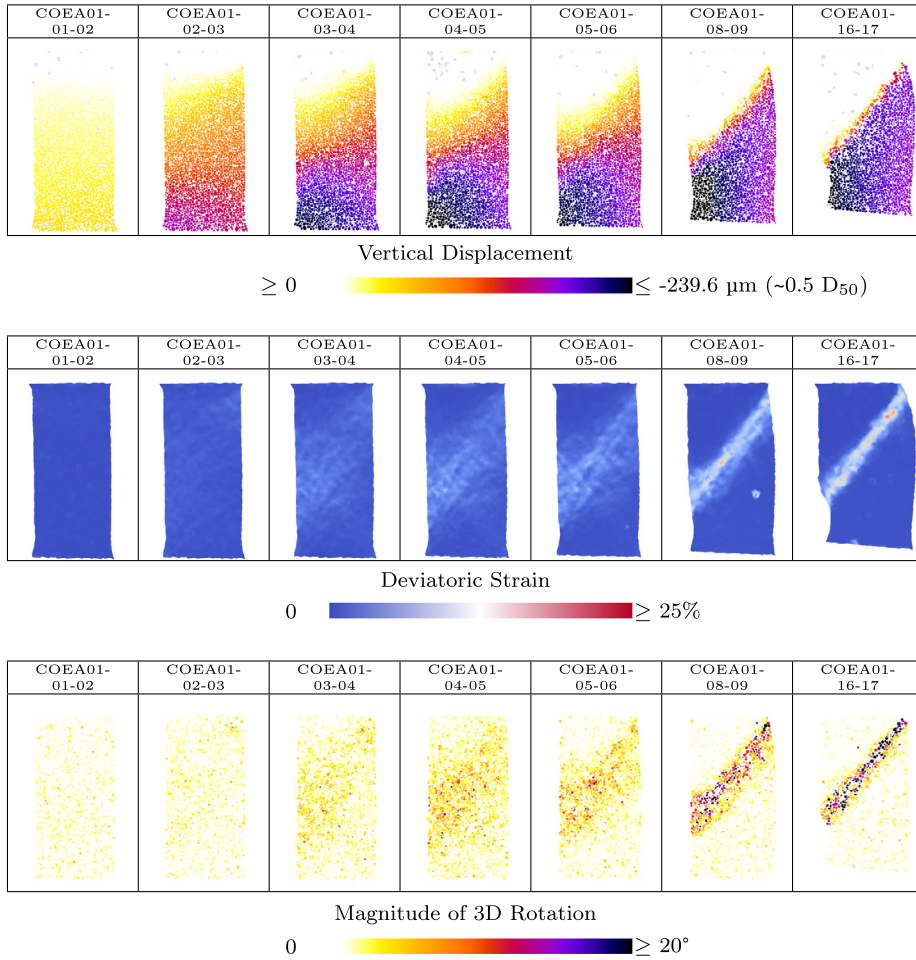 COEA01- COEA01- COEA01- COEA01- COEA01- COEA01- COEA01-
01-02 02-03 03-04 04-05 05-06 08-09 16-17
Vertical Displacement
≥ 0 ≤ -239.6 µm (~0.5 D₅₀)
COEA01- COEA01- COEA01- COEA01- COEA01- COEA01- COEA01-
01-02 02-03 03-04 04-05 05-06 08-09 16-17
Deviatoric Strain
0 ≥ 25%
COEA01- COEA01- COEA01- COEA01- COEA01- COEA01- COEA01-
01-02 02-03 03-04 04-05 05-06 08-09 16-17
Magnitude of 3D Rotation
0 ≥ 20°